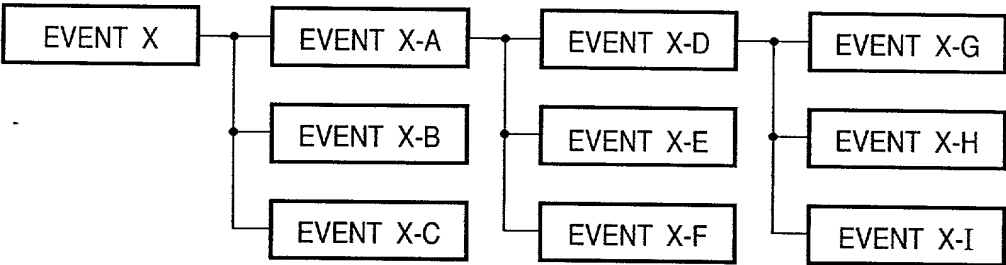 EVENT X
EVENT X-A
EVENT X-D
EVENT X-G
EVENT X-B
EVENT X-E
EVENT X-H
EVENT X-C
EVENT X-F
EVENT X-I